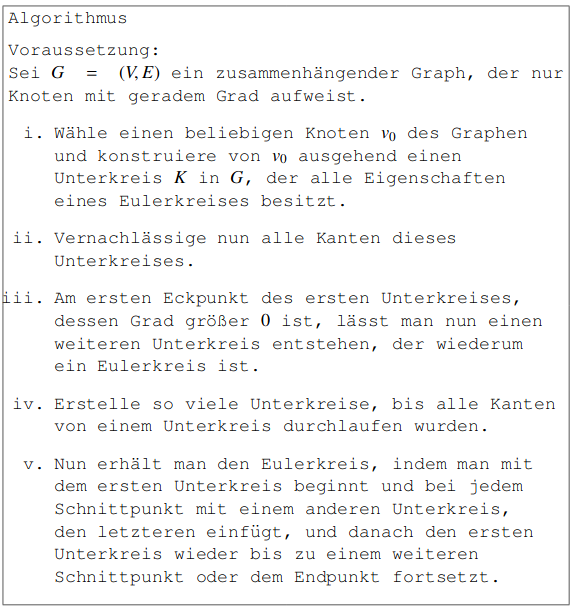 Algorithmus
Voraussetzung:
Sei G = (V, E) ein zusammenhängender Graph, der nur
Knoten mit geradem Grad aufweist.
i. Wähle einen beliebigen Knoten v₀ des Graphen
und konstruiere von v₀ ausgehend einen
Unterkreis K in G, der alle Eigenschaften
eines Eulerkreises besitzt.
ii. Vernachlässige nun alle Kanten dieses
Unterkreises.
iii. Am ersten Eckpunkt des ersten Unterkreises,
dessen Grad größer 0 ist, lässt man nun einen
weiteren Unterkreis entstehen, der wiederum
ein Eulerkreis ist.
iv. Erstelle so viele Unterkreise, bis alle Kanten
von einem Unterkreis durchlaufen wurden.
v. Nun erhält man den Eulerkreis, indem man mit
dem ersten Unterkreis beginnt und bei jedem
Schnittpunkt mit einem anderen Unterkreis,
den letzteren einfügt, und danach den ersten
Unterkreis wieder bis zu einem weiteren
Schnittpunkt oder dem Endpunkt fortsetzt.